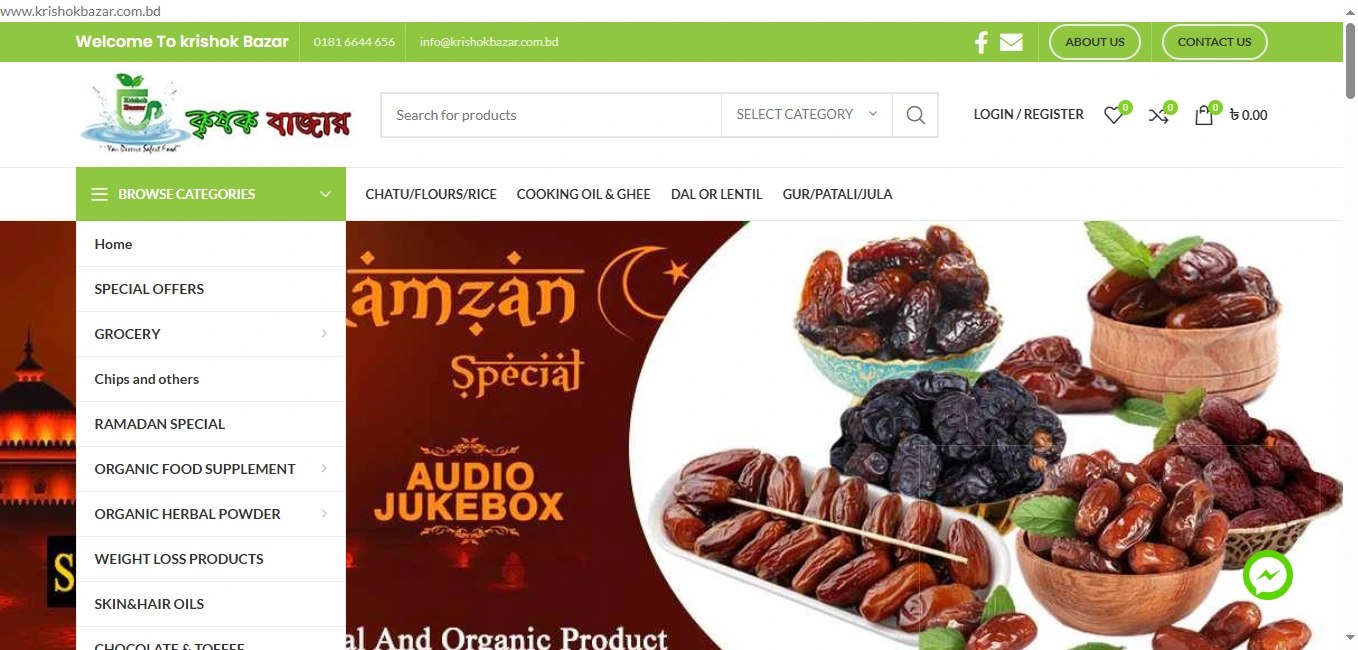 www.krishokbazar.com.bd
Welcome To krishok Bazar
0181 6644 656
info@krishokbazar.com.bd
ABOUT US
CONTACT US
Krishok
Bazaar
কৃষক বাজার
"You Deserve Safest Food"
Search for products
SELECT CATEGORY
LOGIN / REGISTER
0
0
0
৳ 0.00
BROWSE CATEGORIES
CHATU/FLOURS/RICE
COOKING OIL & GHEE
DAL OR LENTIL
GUR/PATALI/JULA
Home
SPECIAL OFFERS
GROCERY
Chips and others
RAMADAN SPECIAL
ORGANIC FOOD SUPPLEMENT
ORGANIC HERBAL POWDER
WEIGHT LOSS PRODUCTS
SKIN&HAIR OILS
CHOCOLATE & TOFFEE
amzan
Special
AUDIO
JUKEBOX
S
al And Organic Product